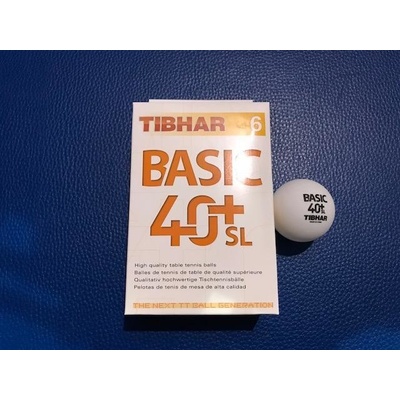 TIBHAR 6
BASIC
40+
SL
High quality table tennis balls
Balles de tennis de table de qualité supérieure
Qualitativ hochwertige Tischtennisbälle
Pelotas de tenis de mesa de alta calidad
THE NEXT TT BALL GENERATION
BASIC
40+
SL
TIBHAR